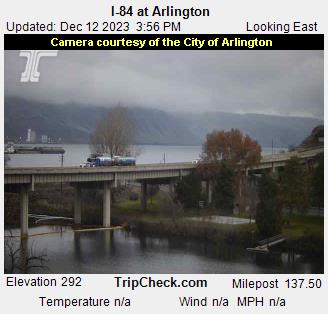 I-84 at Arlington
Updated: Dec 12 2023 3:56 PM Looking East
Camera courtesy of the City of Arlington
Elevation 292 TripCheck.com Milepost 137.50
Temperature n/a Wind n/a MPH n/a